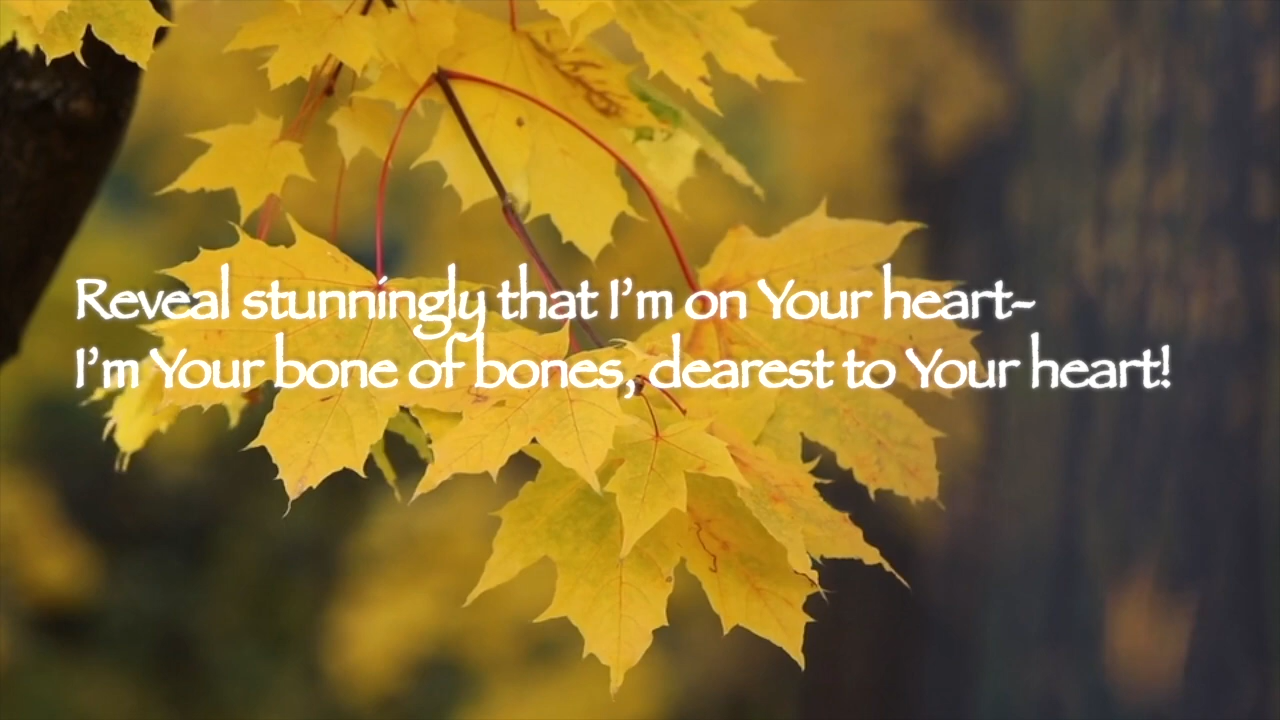 Reveal stunningly that I’m on Your heart-
I’m Your bone of bones, dearest to Your heart!